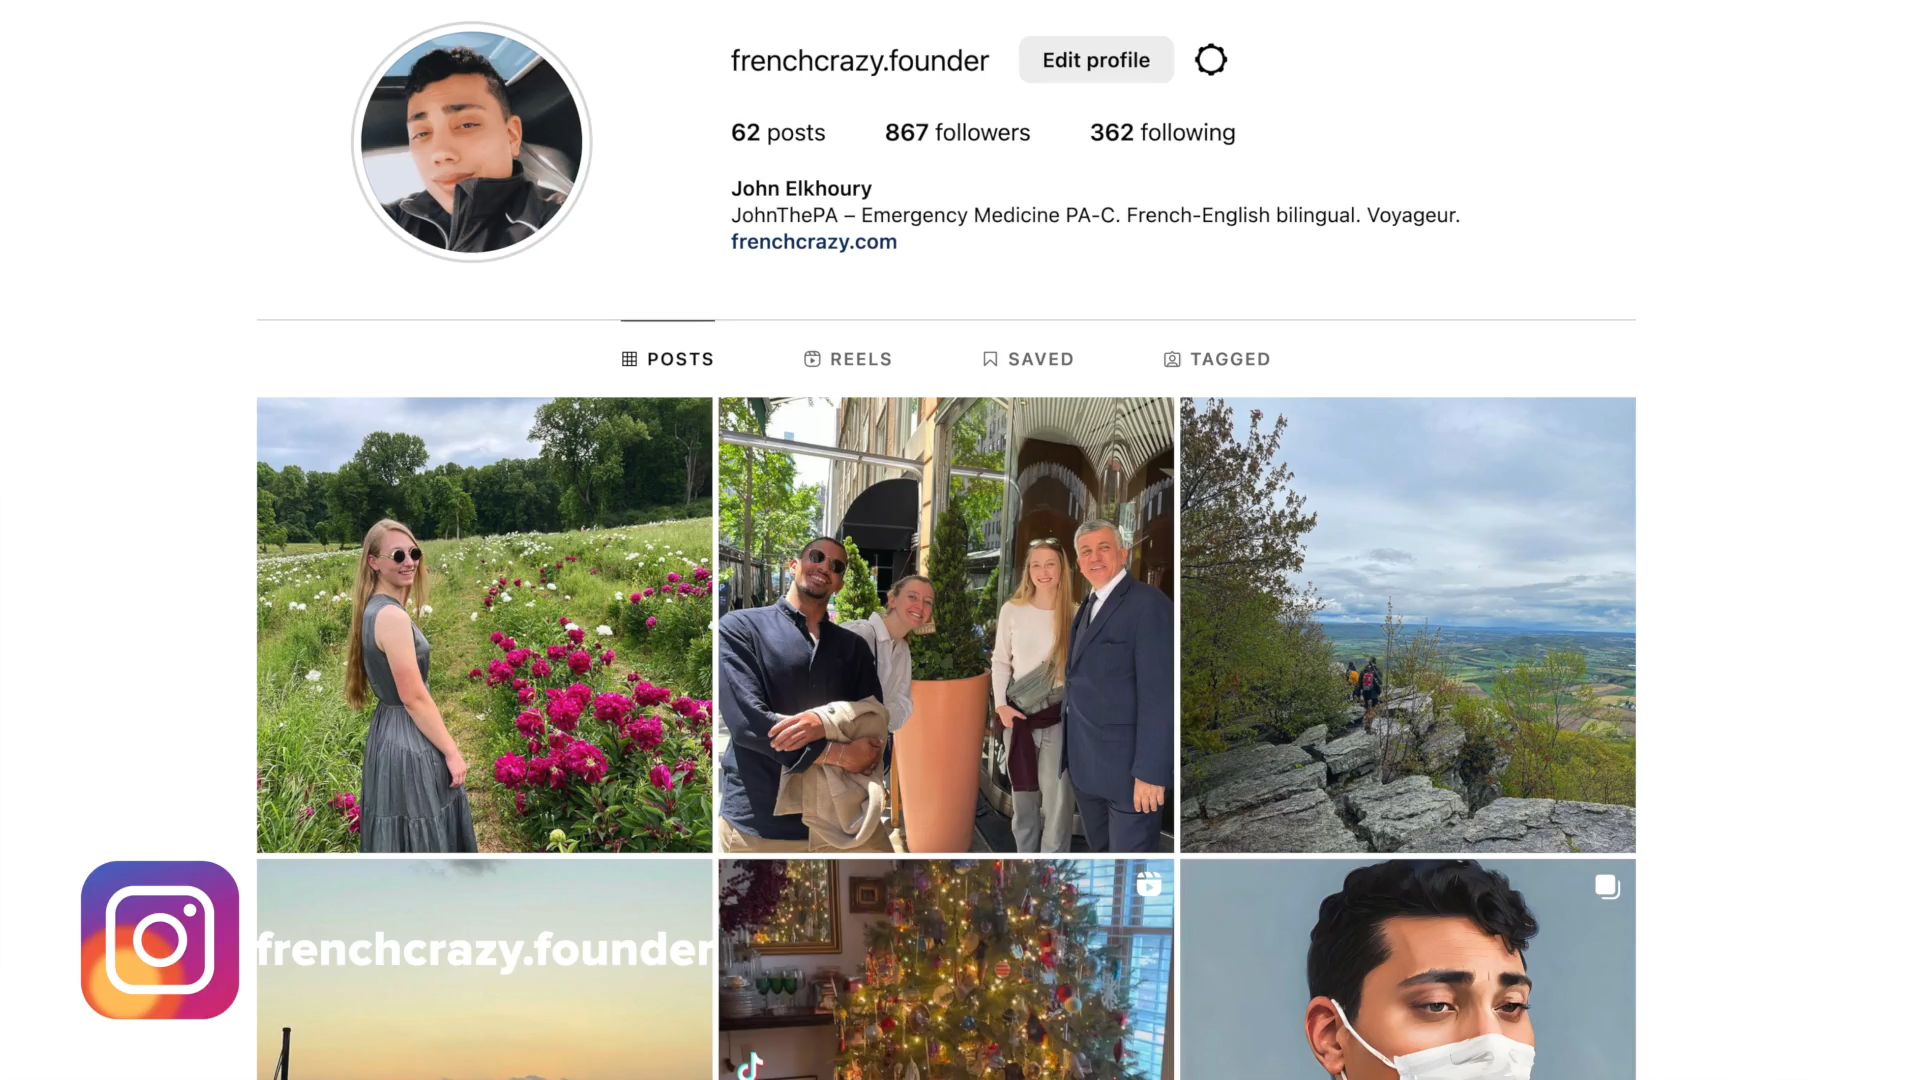 frenchcrazy.founder
Edit profile
62 posts
867 followers
362 following
John Elkhoury
JohnThePA – Emergency Medicine PA-C. French-English bilingual. Voyageur.
frenchcrazy.com
POSTS
REELS
SAVED
TAGGED
frenchcrazy.founder